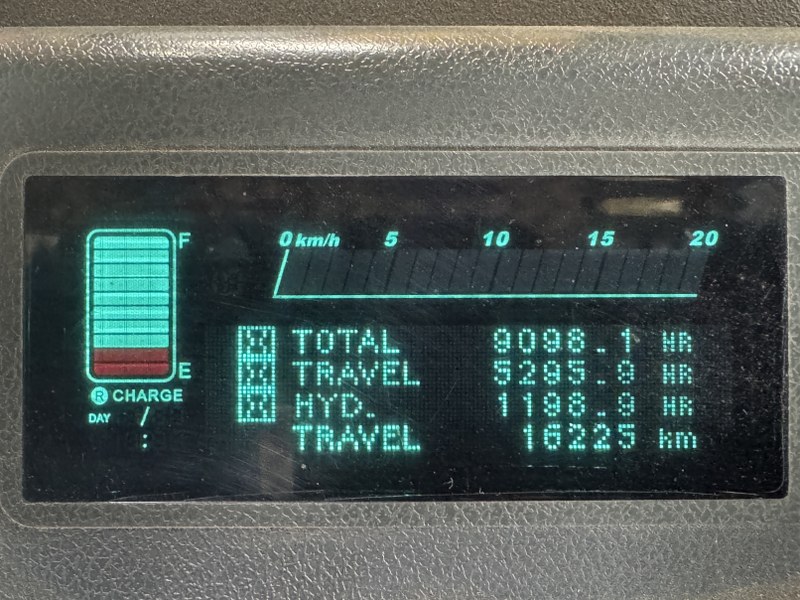 F
0 km/h 5 10 15 20
TOTAL 9098.1 HR
TRAVEL 5295.9 HR
E
HYD. 1198.9 HR
® CHARGE
DAY /
:
TRAVEL 16225 km